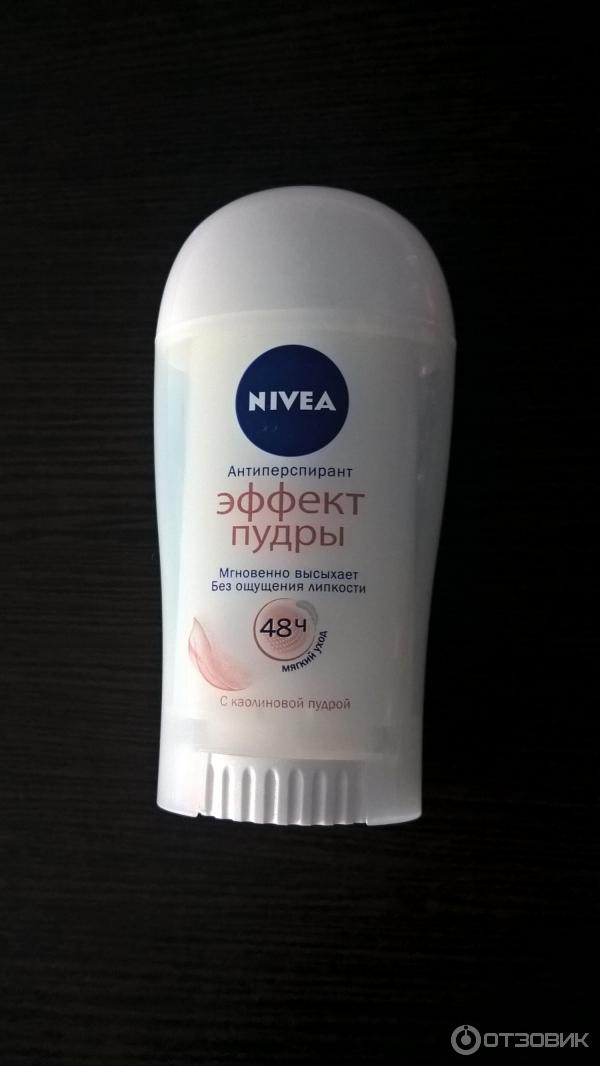 NIVEA
Антиперспирант
эффект
пудры
Мгновенно высыхает
Без ощущения липкости
48ч
мягкий уход
С каолиновой пудрой
ОТЗОВИК